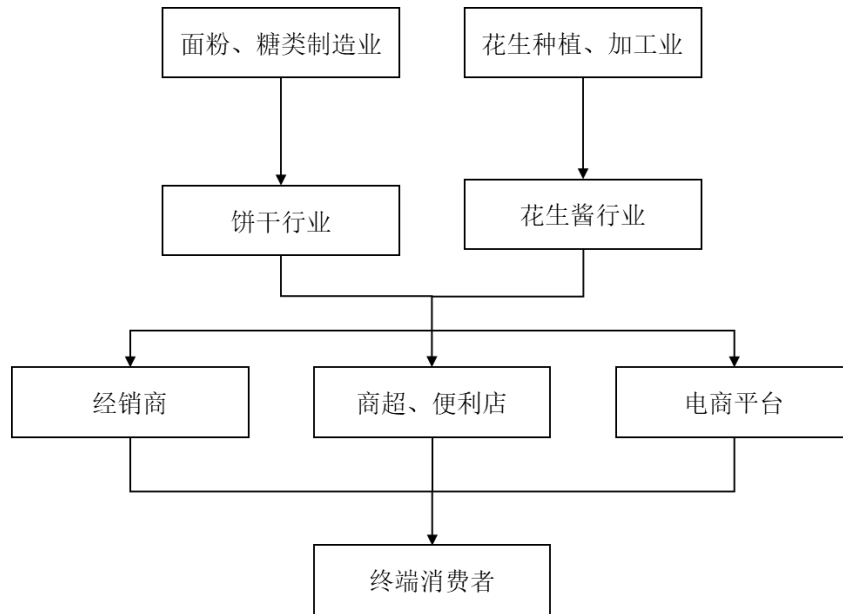 面粉、糖类制造业
花生种植、加工业
饼干行业
花生酱行业
经销商
商超、便利店
电商平台
终端消费者